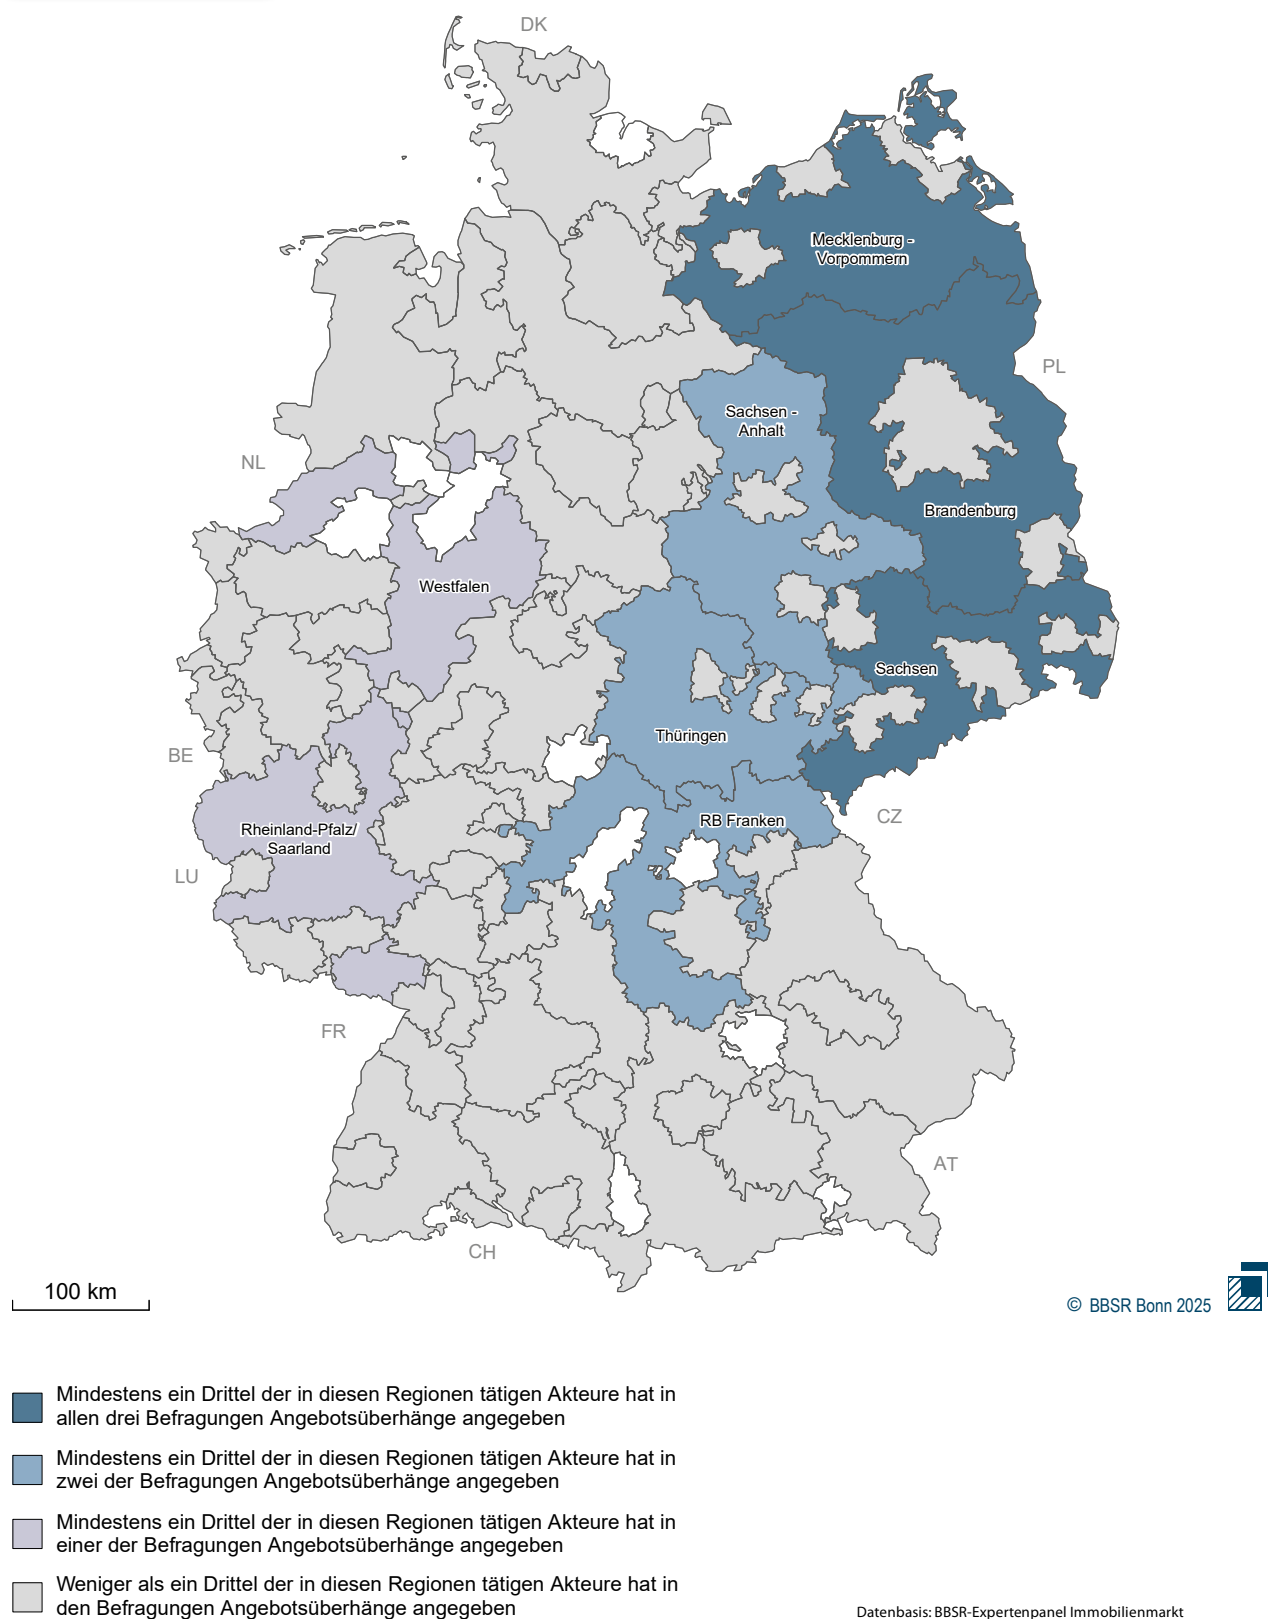 DK
Mecklenburg -
Vorpommern
PL
Sachsen -
Anhalt
NL
Brandenburg
Westfalen
Sachsen
Thüringen
BE
CZ
RB Franken
Rheinland-Pfalz/
Saarland
LU
FR
AT
CH
100 km
© BBSR Bonn 2025
Mindestens ein Drittel der in diesen Regionen tätigen Akteure hat in
allen drei Befragungen Angebotsüberhänge angegeben
Mindestens ein Drittel der in diesen Regionen tätigen Akteure hat in
zwei der Befragungen Angebotsüberhänge angegeben
Mindestens ein Drittel der in diesen Regionen tätigen Akteure hat in
einer der Befragungen Angebotsüberhänge angegeben
Weniger als ein Drittel der in diesen Regionen tätigen Akteure hat in
den Befragungen Angebotsüberhänge angegeben
Datenbasis: BBSR-Expertenpanel Immobilienmarkt